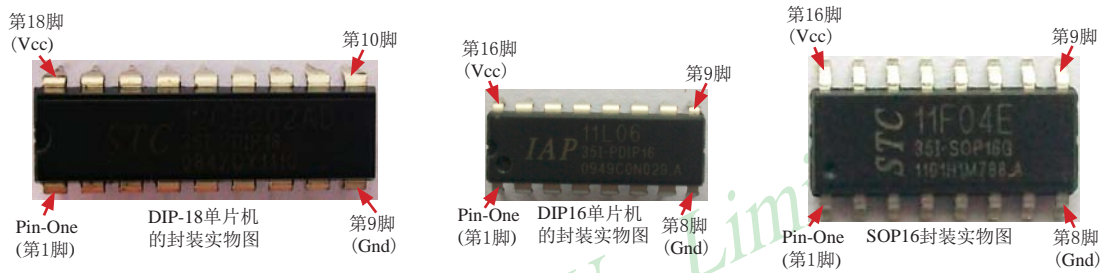 第18脚
(Vcc)
第10脚
STC
35I-PDIP18
Pin-One
(第1脚)
DIP-18单片机
的封装实物图
第9脚
(Gnd)
第16脚
(Vcc)
第9脚
IAP
11L06
35I-PDIP16
0949C0N029.A
Pin-One
(第1脚)
DIP16单片机
的封装实物图
第8脚
(Gnd)
第16脚
(Vcc)
第9脚
STC
11F04E
35I-SOP16G
1101H1M788.A
Pin-One
(第1脚)
SOP16封装实物图
第8脚
(Gnd)